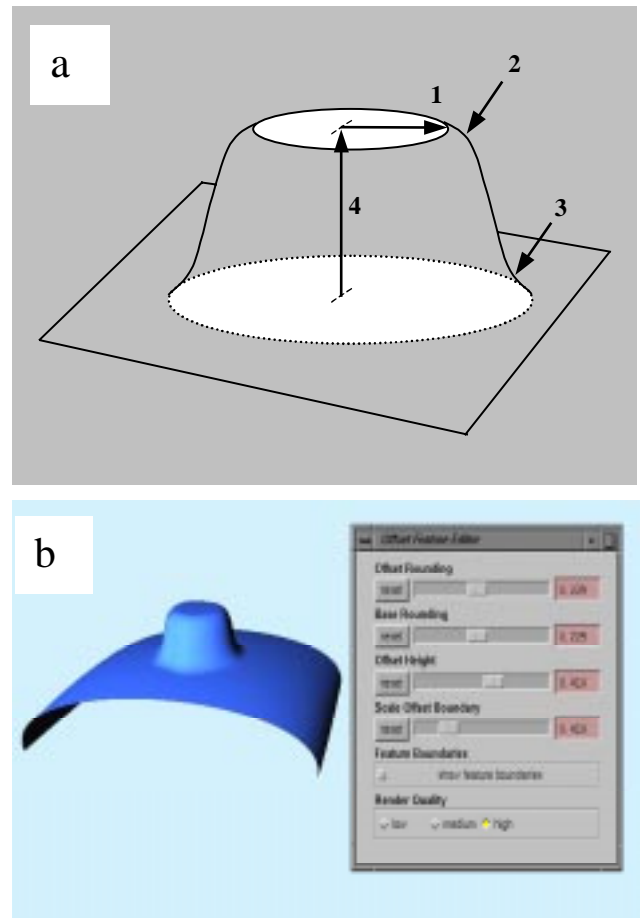 a
1
2
3
4
b
Offset Feature Editor
Offset Rounding
reset
Base Rounding
reset
Offset Height
reset
Scale Offset Boundary
reset
Feature Boundaries
show feature boundaries
Render Quality
low medium high